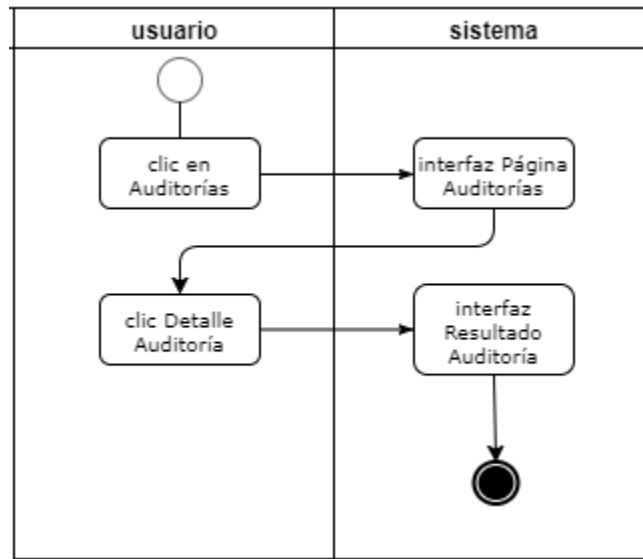 usuario
sistema
clic en
Auditorías
interfaz Página
Auditorías
clic Detalle
Auditoría
interfaz
Resultado
Auditoría